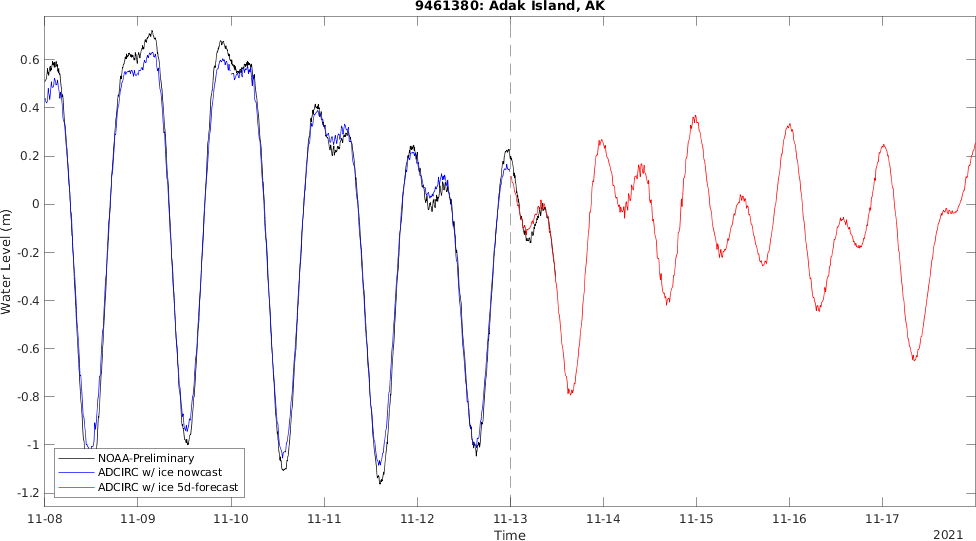 9461380: Adak Island, AK
Water Level (m)
0.6
0.4
0.2
0
-0.2
-0.4
-0.6
-0.8
-1
-1.2
NOAA-Preliminary
ADCIRC w/ ice nowcast
ADCIRC w/ ice 5d-forecast
11-08 11-09 11-10 11-11 11-12 11-13 11-14 11-15 11-16 11-17
Time
2021